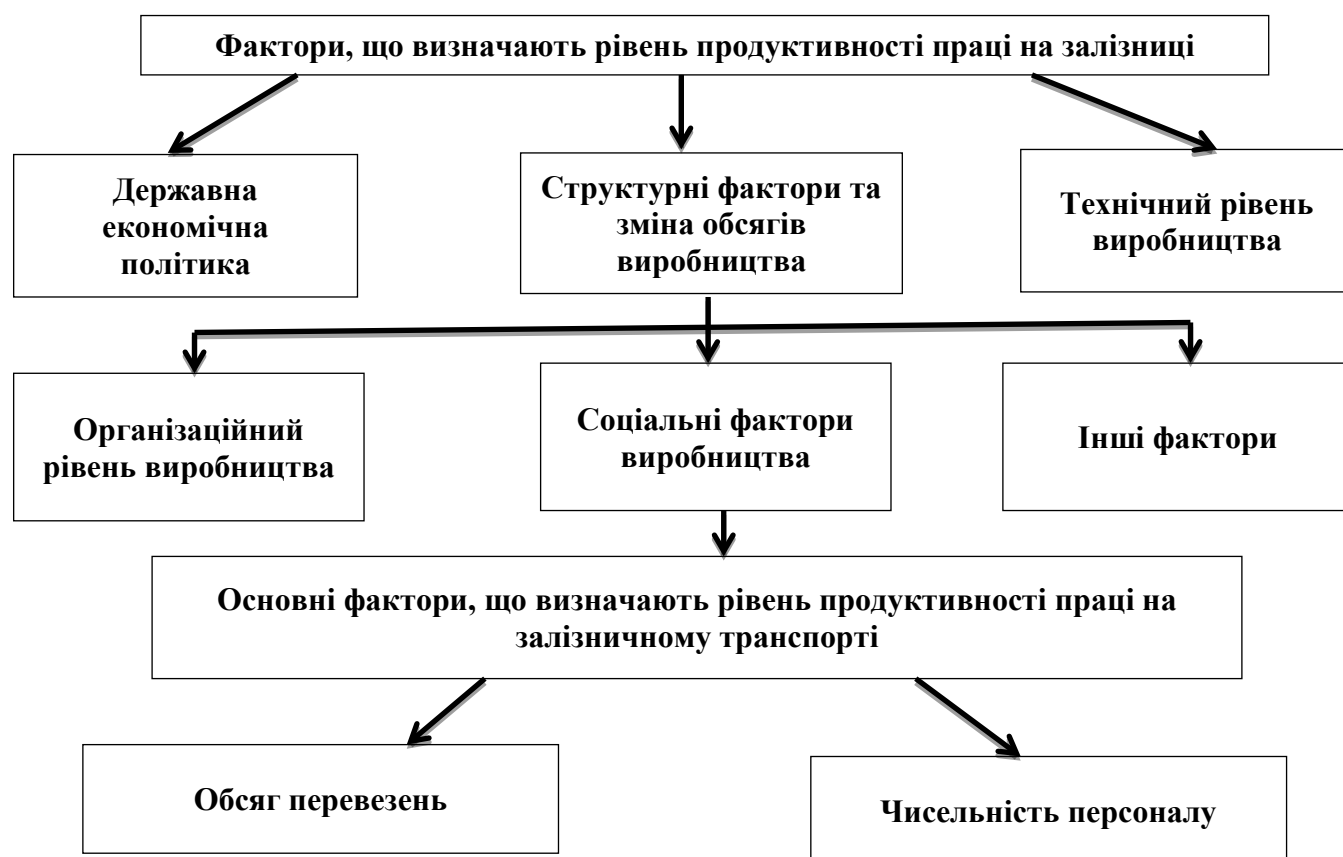 Фактори, що визначають рівень продуктивності праці на залізниці
Державна
економічна
політика
Структурні фактори та
зміна обсягів
виробництва
Технічний рівень
виробництва
Організаційний
рівень виробництва
Соціальні фактори
виробництва
Інші фактори
Основні фактори, що визначають рівень продуктивності праці на
залізничному транспорті
Обсяг перевезень
Чисельність персоналу